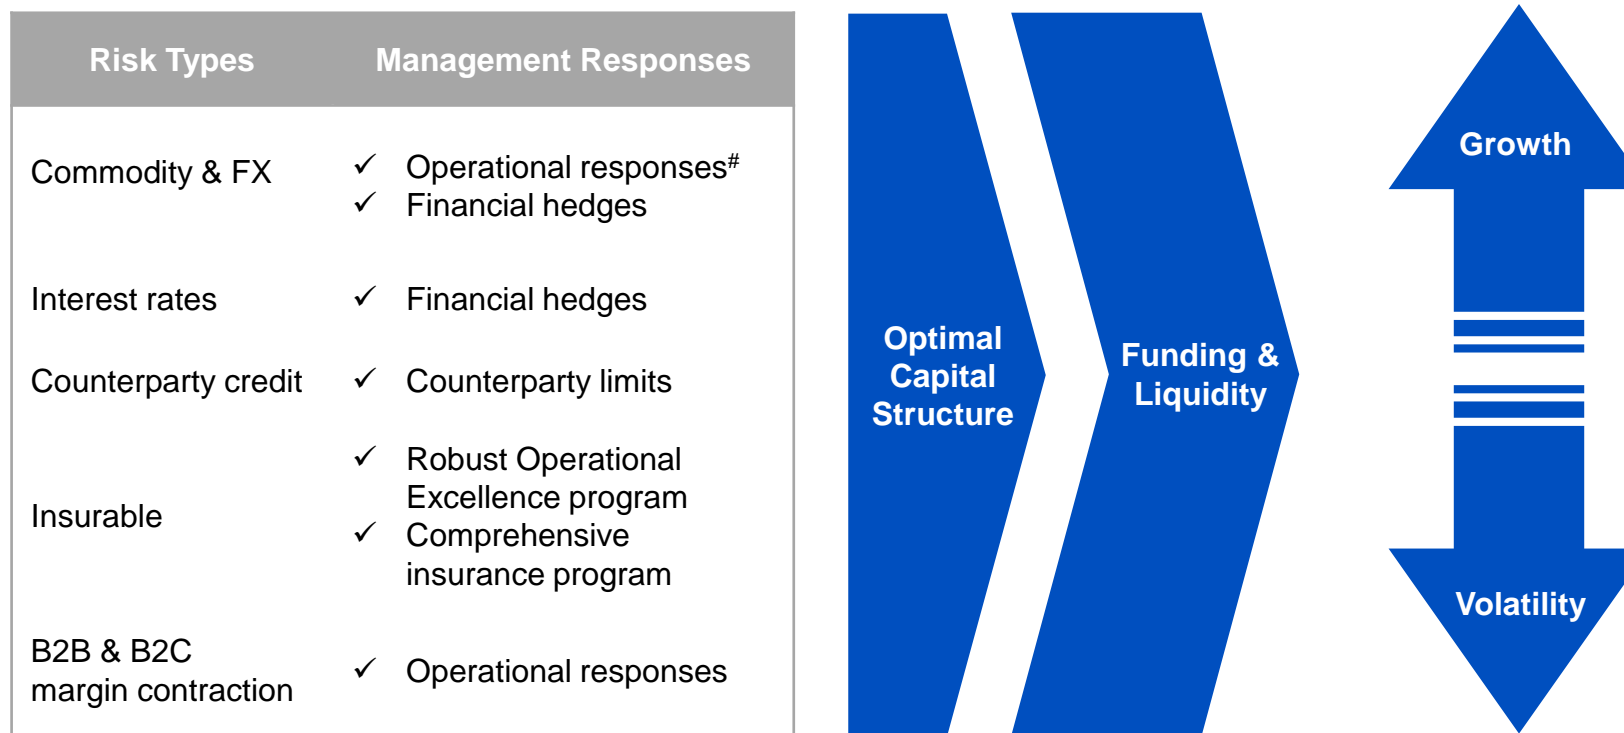 Risk Types Management Responses
Commodity & FX
✓ Operational responses#
✓ Financial hedges
Interest rates
✓ Financial hedges
Counterparty credit
✓ Counterparty limits
Insurable
✓ Robust Operational
Excellence program
✓ Comprehensive
insurance program
B2B & B2C
margin contraction
✓ Operational responses
Optimal
Capital
Structure
Funding &
Liquidity
Growth
Volatility